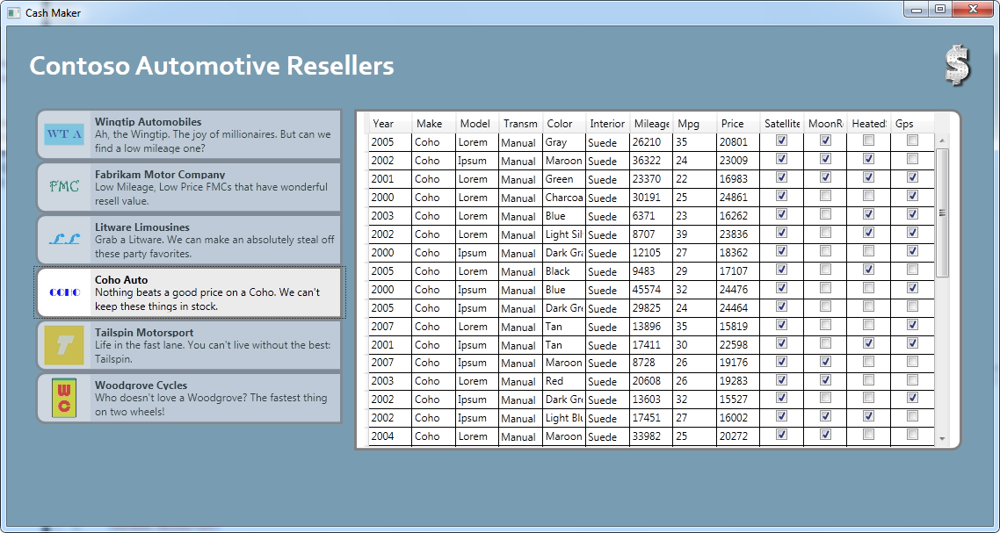 Cash Maker
Contoso Automotive Resellers
WT A
Wingtip Automobiles
Ah, the Wingtip. The joy of millionaires. But can we
find a low mileage one?
FMC
Fabrikam Motor Company
Low Mileage, Low Price FMCs that have wonderful
resell value.
LL
Litware Limousines
Grab a Litware. We can make an absolutely steal off
these party favorites.
COHO
Coho Auto
Nothing beats a good price on a Coho. We can't
keep these things in stock.
T
Tailspin Motorsport
Life in the fast lane. You can't live without the best:
Tailspin.
W
C
Woodgrove Cycles
Who doesn't love a Woodgrove? The fastest thing
on two wheels!
Year Make Model Transm Color Interior Mileage Mpg Price Satellite MoonR Heated Gps
2005 Coho Lorem Manual Gray Suede 26210 35 20801
2002 Coho Ipsum Manual Maroon Suede 36322 24 23009
2001 Coho Lorem Manual Green Suede 23370 22 16983
2000 Coho Lorem Manual Charcoa Suede 30191 25 24861
2003 Coho Lorem Manual Blue Suede 6371 23 16262
2002 Coho Lorem Manual Light Sil Suede 8707 39 23836
2000 Coho Ipsum Manual Dark Gra Suede 12105 27 18362
2005 Coho Lorem Manual Black Suede 9483 29 17107
2000 Coho Ipsum Manual Blue Suede 45574 32 24476
2005 Coho Ipsum Manual Dark Gre Suede 29825 24 24464
2007 Coho Lorem Manual Tan Suede 13896 35 15819
2001 Coho Ipsum Manual Tan Suede 17411 30 22598
2007 Coho Ipsum Manual Maroon Suede 8728 26 19176
2003 Coho Lorem Manual Red Suede 20608 26 19283
2002 Coho Ipsum Manual Dark Gre Suede 13603 32 15527
2002 Coho Ipsum Manual Light Blu Suede 17451 27 16002
2004 Coho Lorem Manual Maroon Suede 33982 25 20272